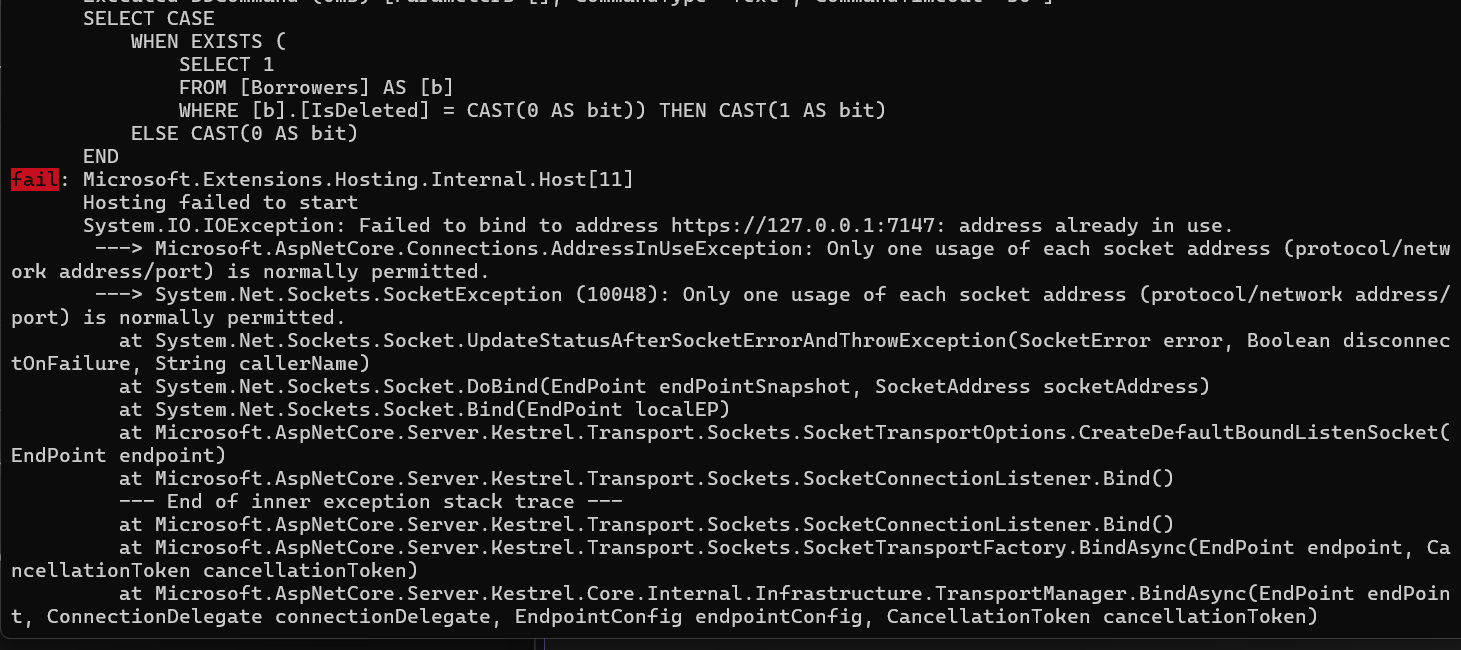 SELECT CASE
WHEN EXISTS (
SELECT 1
FROM [Borrowers] AS [b]
WHERE [b].[IsDeleted] = CAST(0 AS bit)) THEN CAST(1 AS bit)
ELSE CAST(0 AS bit)
END
fail: Microsoft.Extensions.Hosting.Internal.Host[11]
Hosting failed to start
System.IO.IOException: Failed to bind to address https://127.0.0.1:7147: address already in use.
---> Microsoft.AspNetCore.Connections.AddressInUseException: Only one usage of each socket address (protocol/netw
ork address/port) is normally permitted.
---> System.Net.Sockets.SocketException (10048): Only one usage of each socket address (protocol/network address/
port) is normally permitted.
at System.Net.Sockets.Socket.UpdateStatusAfterSocketErrorAndThrowException(SocketError error, Boolean disconnec
tOnFailure, String callerName)
at System.Net.Sockets.Socket.DoBind(EndPoint endPointSnapshot, SocketAddress socketAddress)
at System.Net.Sockets.Socket.Bind(EndPoint localEP)
at Microsoft.AspNetCore.Server.Kestrel.Transport.Sockets.SocketTransportOptions.CreateDefaultBoundListenSocket(
EndPoint endpoint)
at Microsoft.AspNetCore.Server.Kestrel.Transport.Sockets.SocketConnectionListener.Bind()
--- End of inner exception stack trace ---
at Microsoft.AspNetCore.Server.Kestrel.Transport.Sockets.SocketConnectionListener.Bind()
at Microsoft.AspNetCore.Server.Kestrel.Transport.Sockets.SocketTransportFactory.BindAsync(EndPoint endpoint, Ca
ncellationToken cancellationToken)
at Microsoft.AspNetCore.Server.Kestrel.Core.Internal.Infrastructure.TransportManager.BindAsync(EndPoint endPoin
t, ConnectionDelegate connectionDelegate, EndpointConfig endpointConfig, CancellationToken cancellationToken)